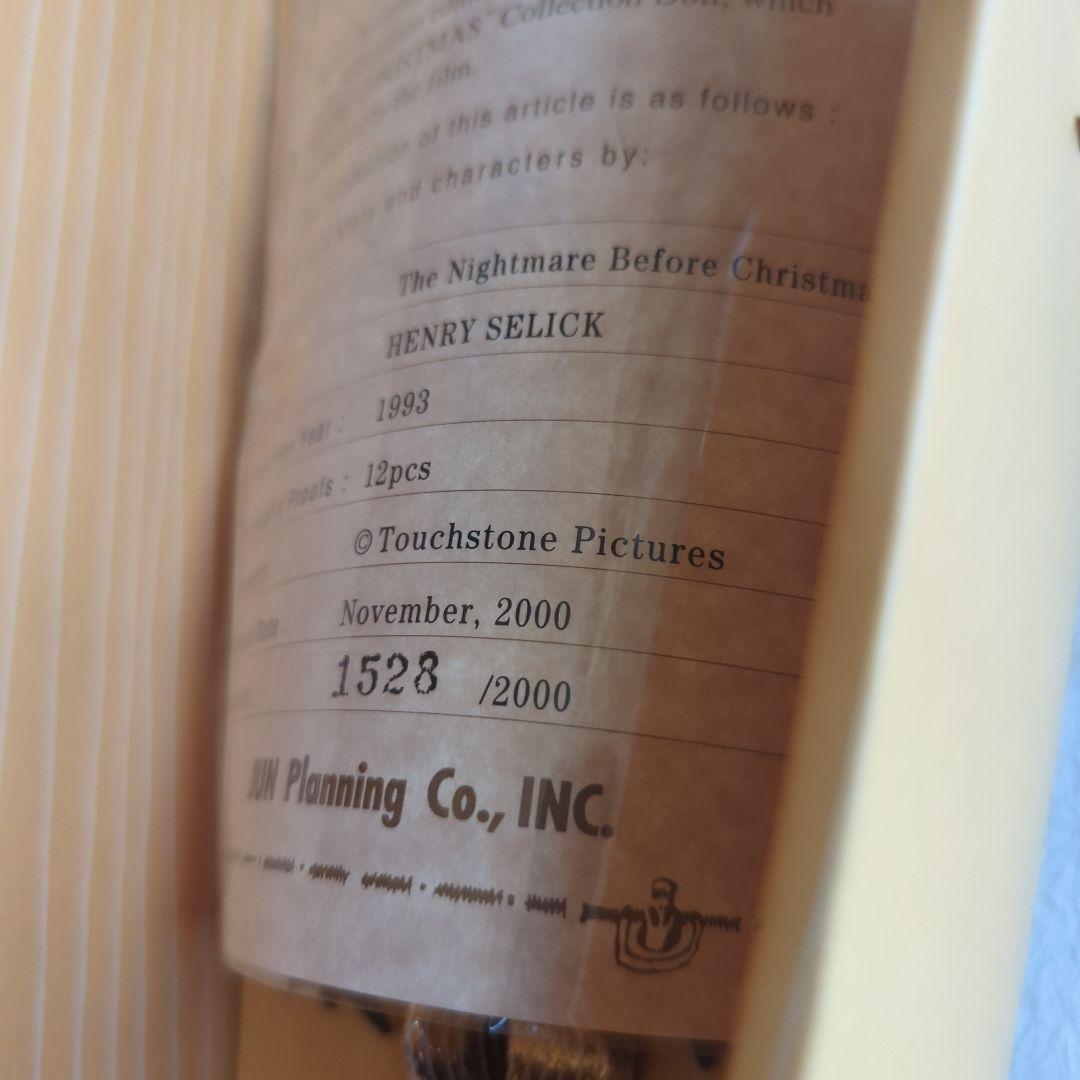 Collection Doll, which
the film.
of this article is as follows :
and characters by:
The Nightmare Before Christma
HENRY SELICK
Year : 1993
Proofs : 12pcs
©Touchstone Pictures
Date : November, 2000
1528 /2000
JUN Planning Co., INC.